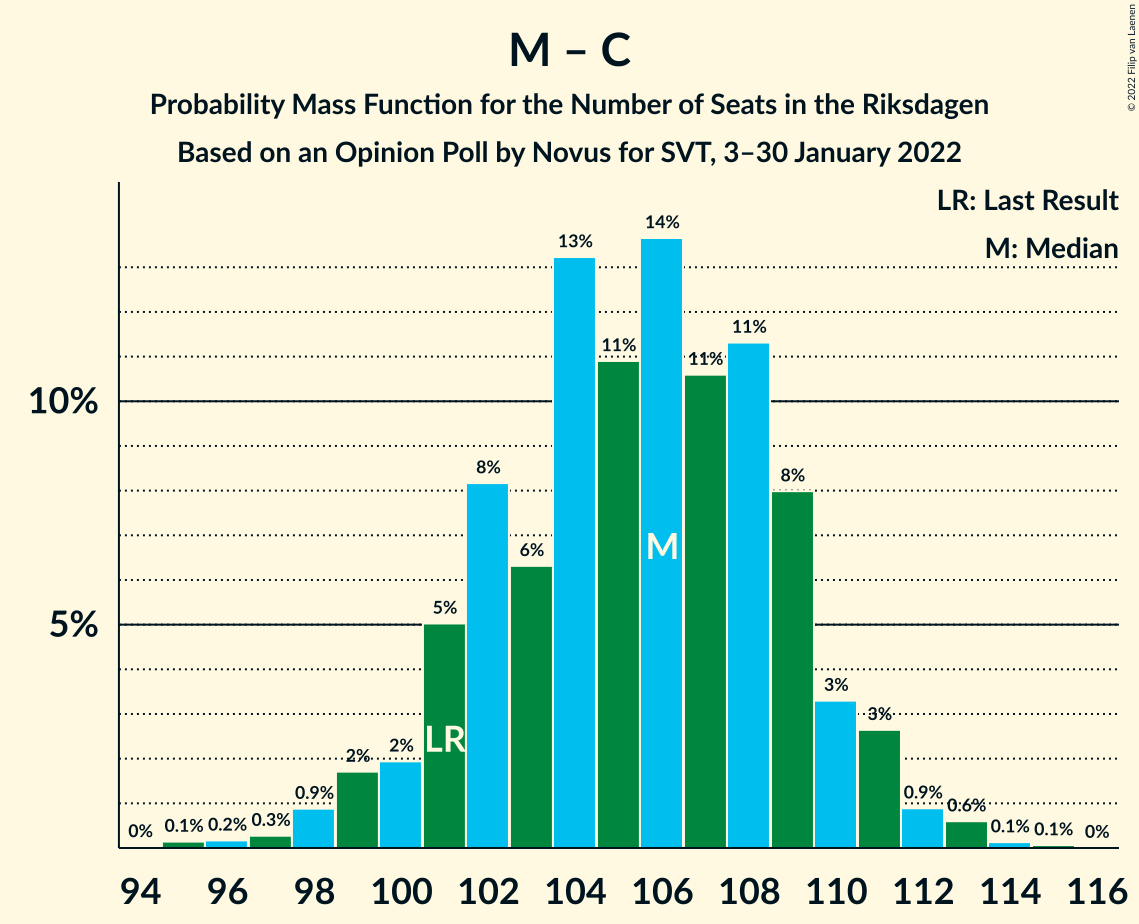 M – C
Probability Mass Function for the Number of Seats in the Riksdagen
Based on an Opinion Poll by Novus for SVT, 3–30 January 2022
© 2022 Filip van Laenen
LR: Last Result
M: Median
10%
5%
0%
0.1%
0.2%
0.3%
0.9%
2%
2%
5%
8%
6%
13%
11%
14%
11%
11%
8%
3%
3%
0.9%
0.6%
0.1%
0.1%
0%
LR
M
94 96 98 100 102 104 106 108 110 112 114 116